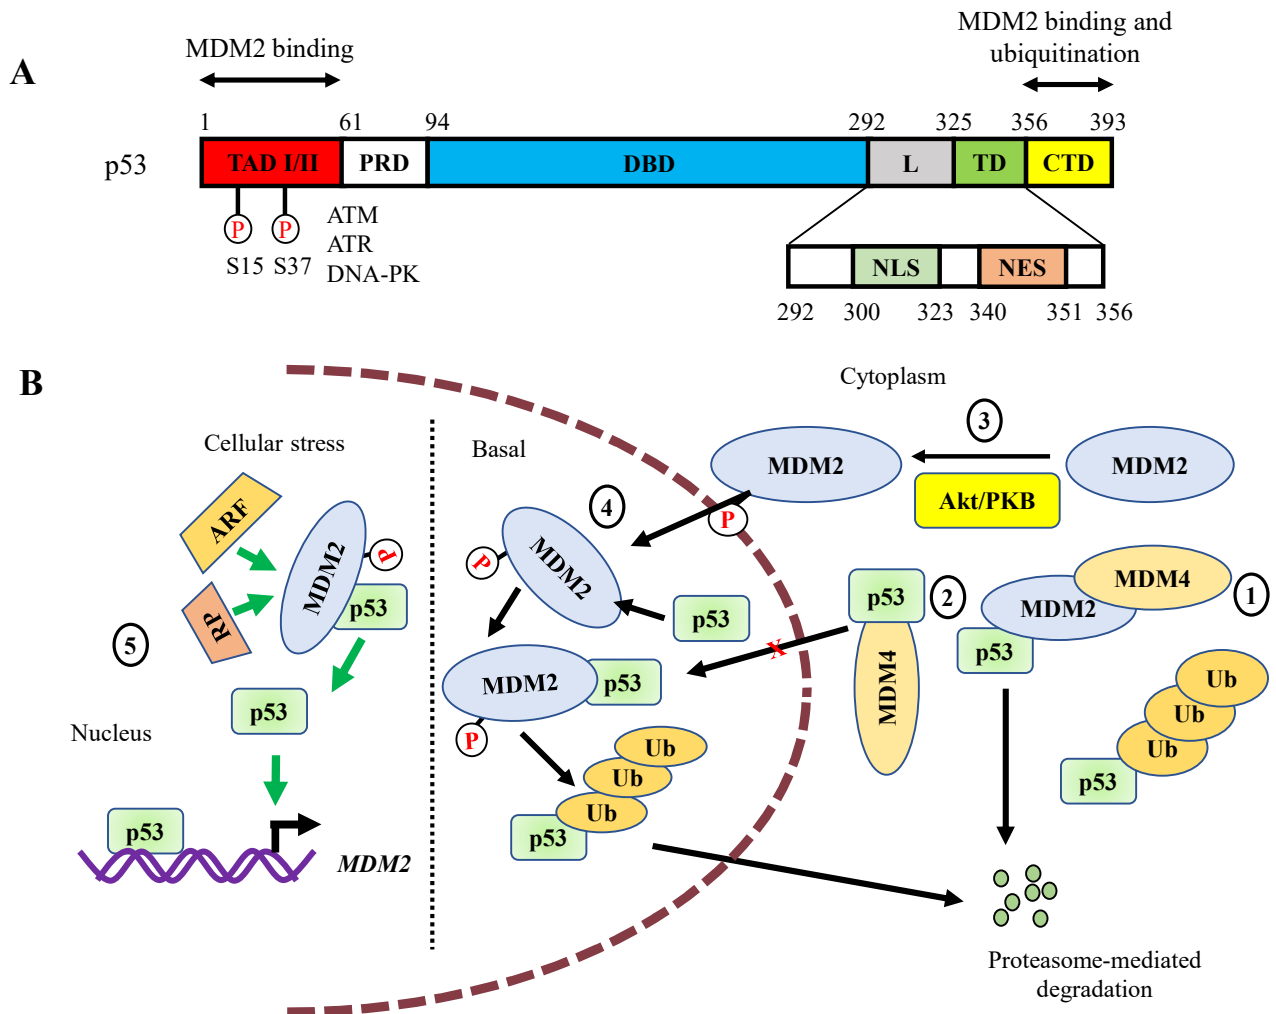 A
MDM2 binding
MDM2 binding and
ubiquitination
1 61 94 292 325 356 393
p53 TAD I/II PRD DBD L TD CTD
P P
S15 S37
ATM
ATR
DNA-PK
NLS NES
292 300 323 340 351 356
B
Cytoplasm
Cellular stress
Basal
3
MDM2
MDM2
Akt/PKB
P
4
ARF
MDM2
P
p53
RP
5
p53
Nucleus
p53
MDM2
P
MDM2
p53
MDM2
p53
P
Ub
Ub
Ub
p53
X
p53
2
MDM4
MDM4
1
MDM2
p53
Ub
Ub
Ub
p53
Proteasome-mediated
degradation